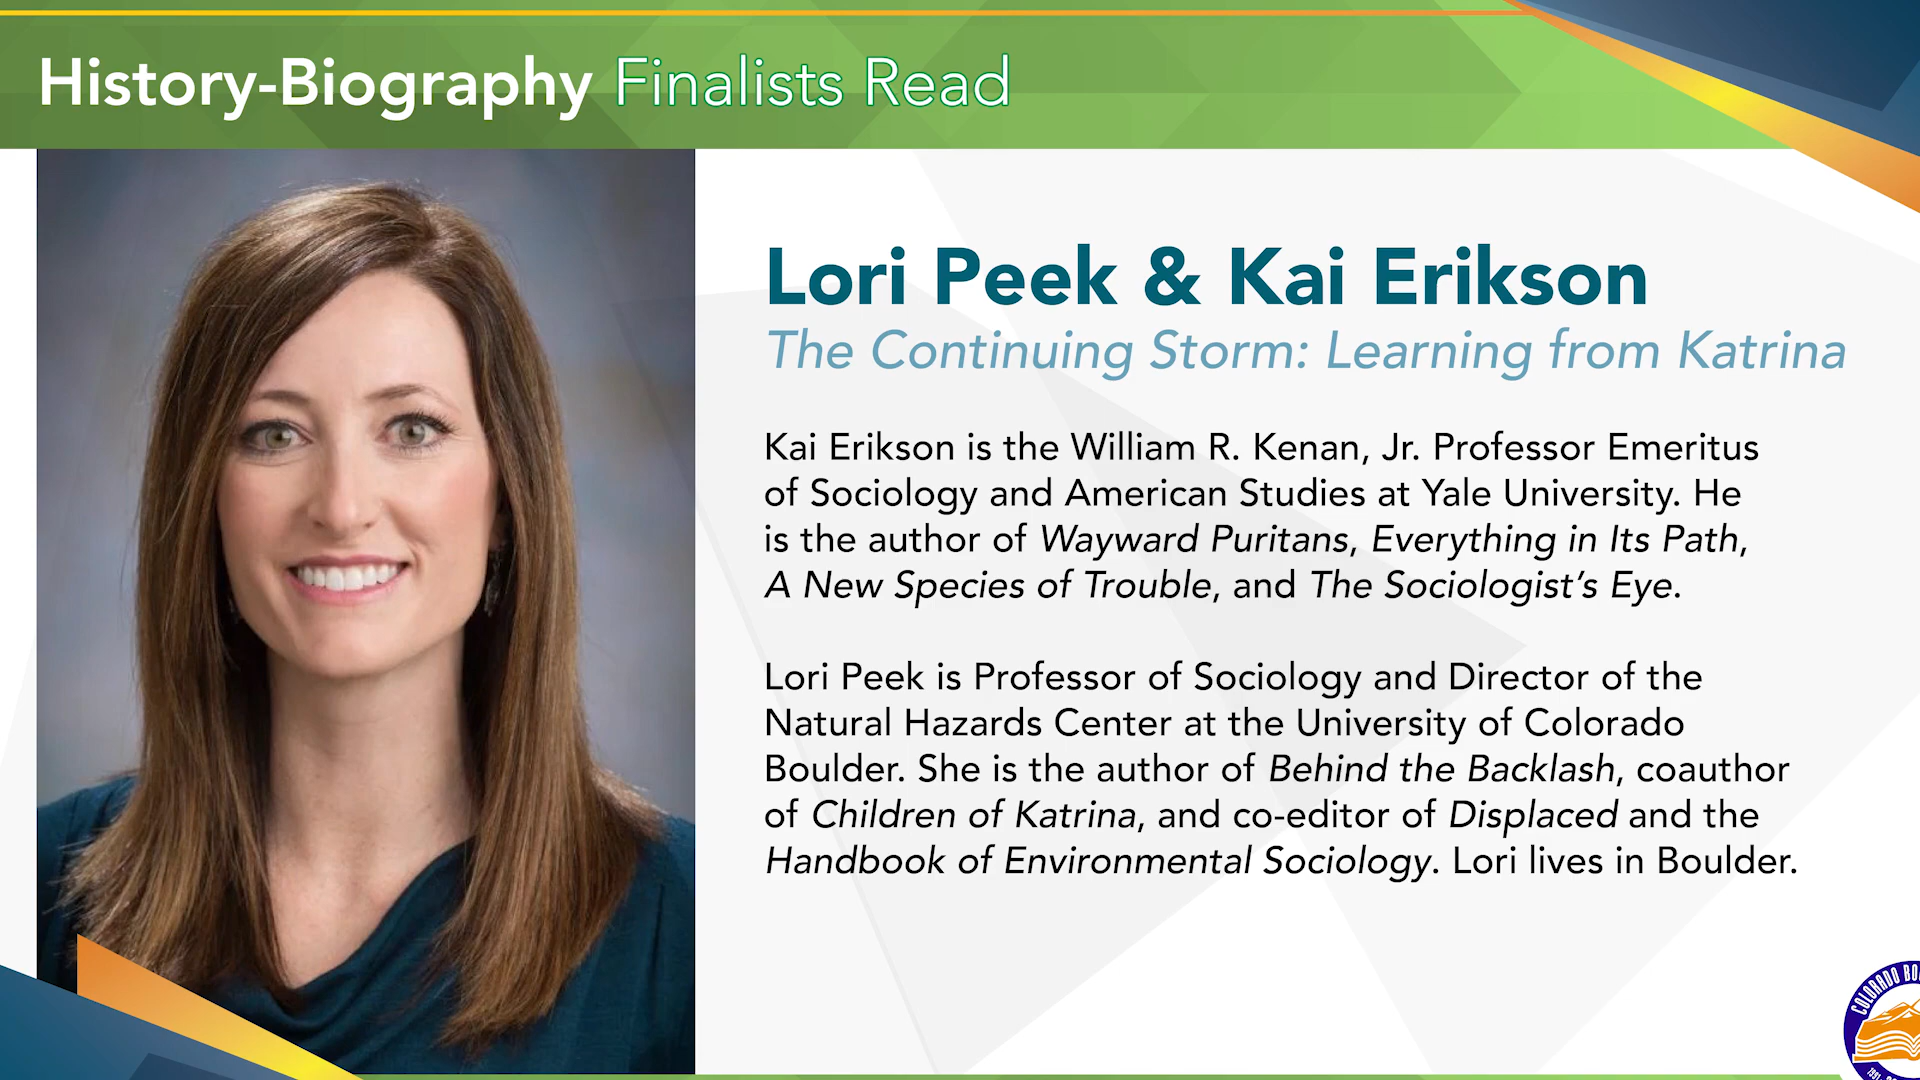 History-Biography Finalists Read
Lori Peek & Kai Erikson
The Continuing Storm: Learning from Katrina
Kai Erikson is the William R. Kenan, Jr. Professor Emeritus
of Sociology and American Studies at Yale University. He
is the author of Wayward Puritans, Everything in Its Path,
A New Species of Trouble, and The Sociologist’s Eye.
Lori Peek is Professor of Sociology and Director of the
Natural Hazards Center at the University of Colorado
Boulder. She is the author of Behind the Backlash, coauthor
of Children of Katrina, and co-editor of Displaced and the
Handbook of Environmental Sociology. Lori lives in Boulder.
COLORADO
1991